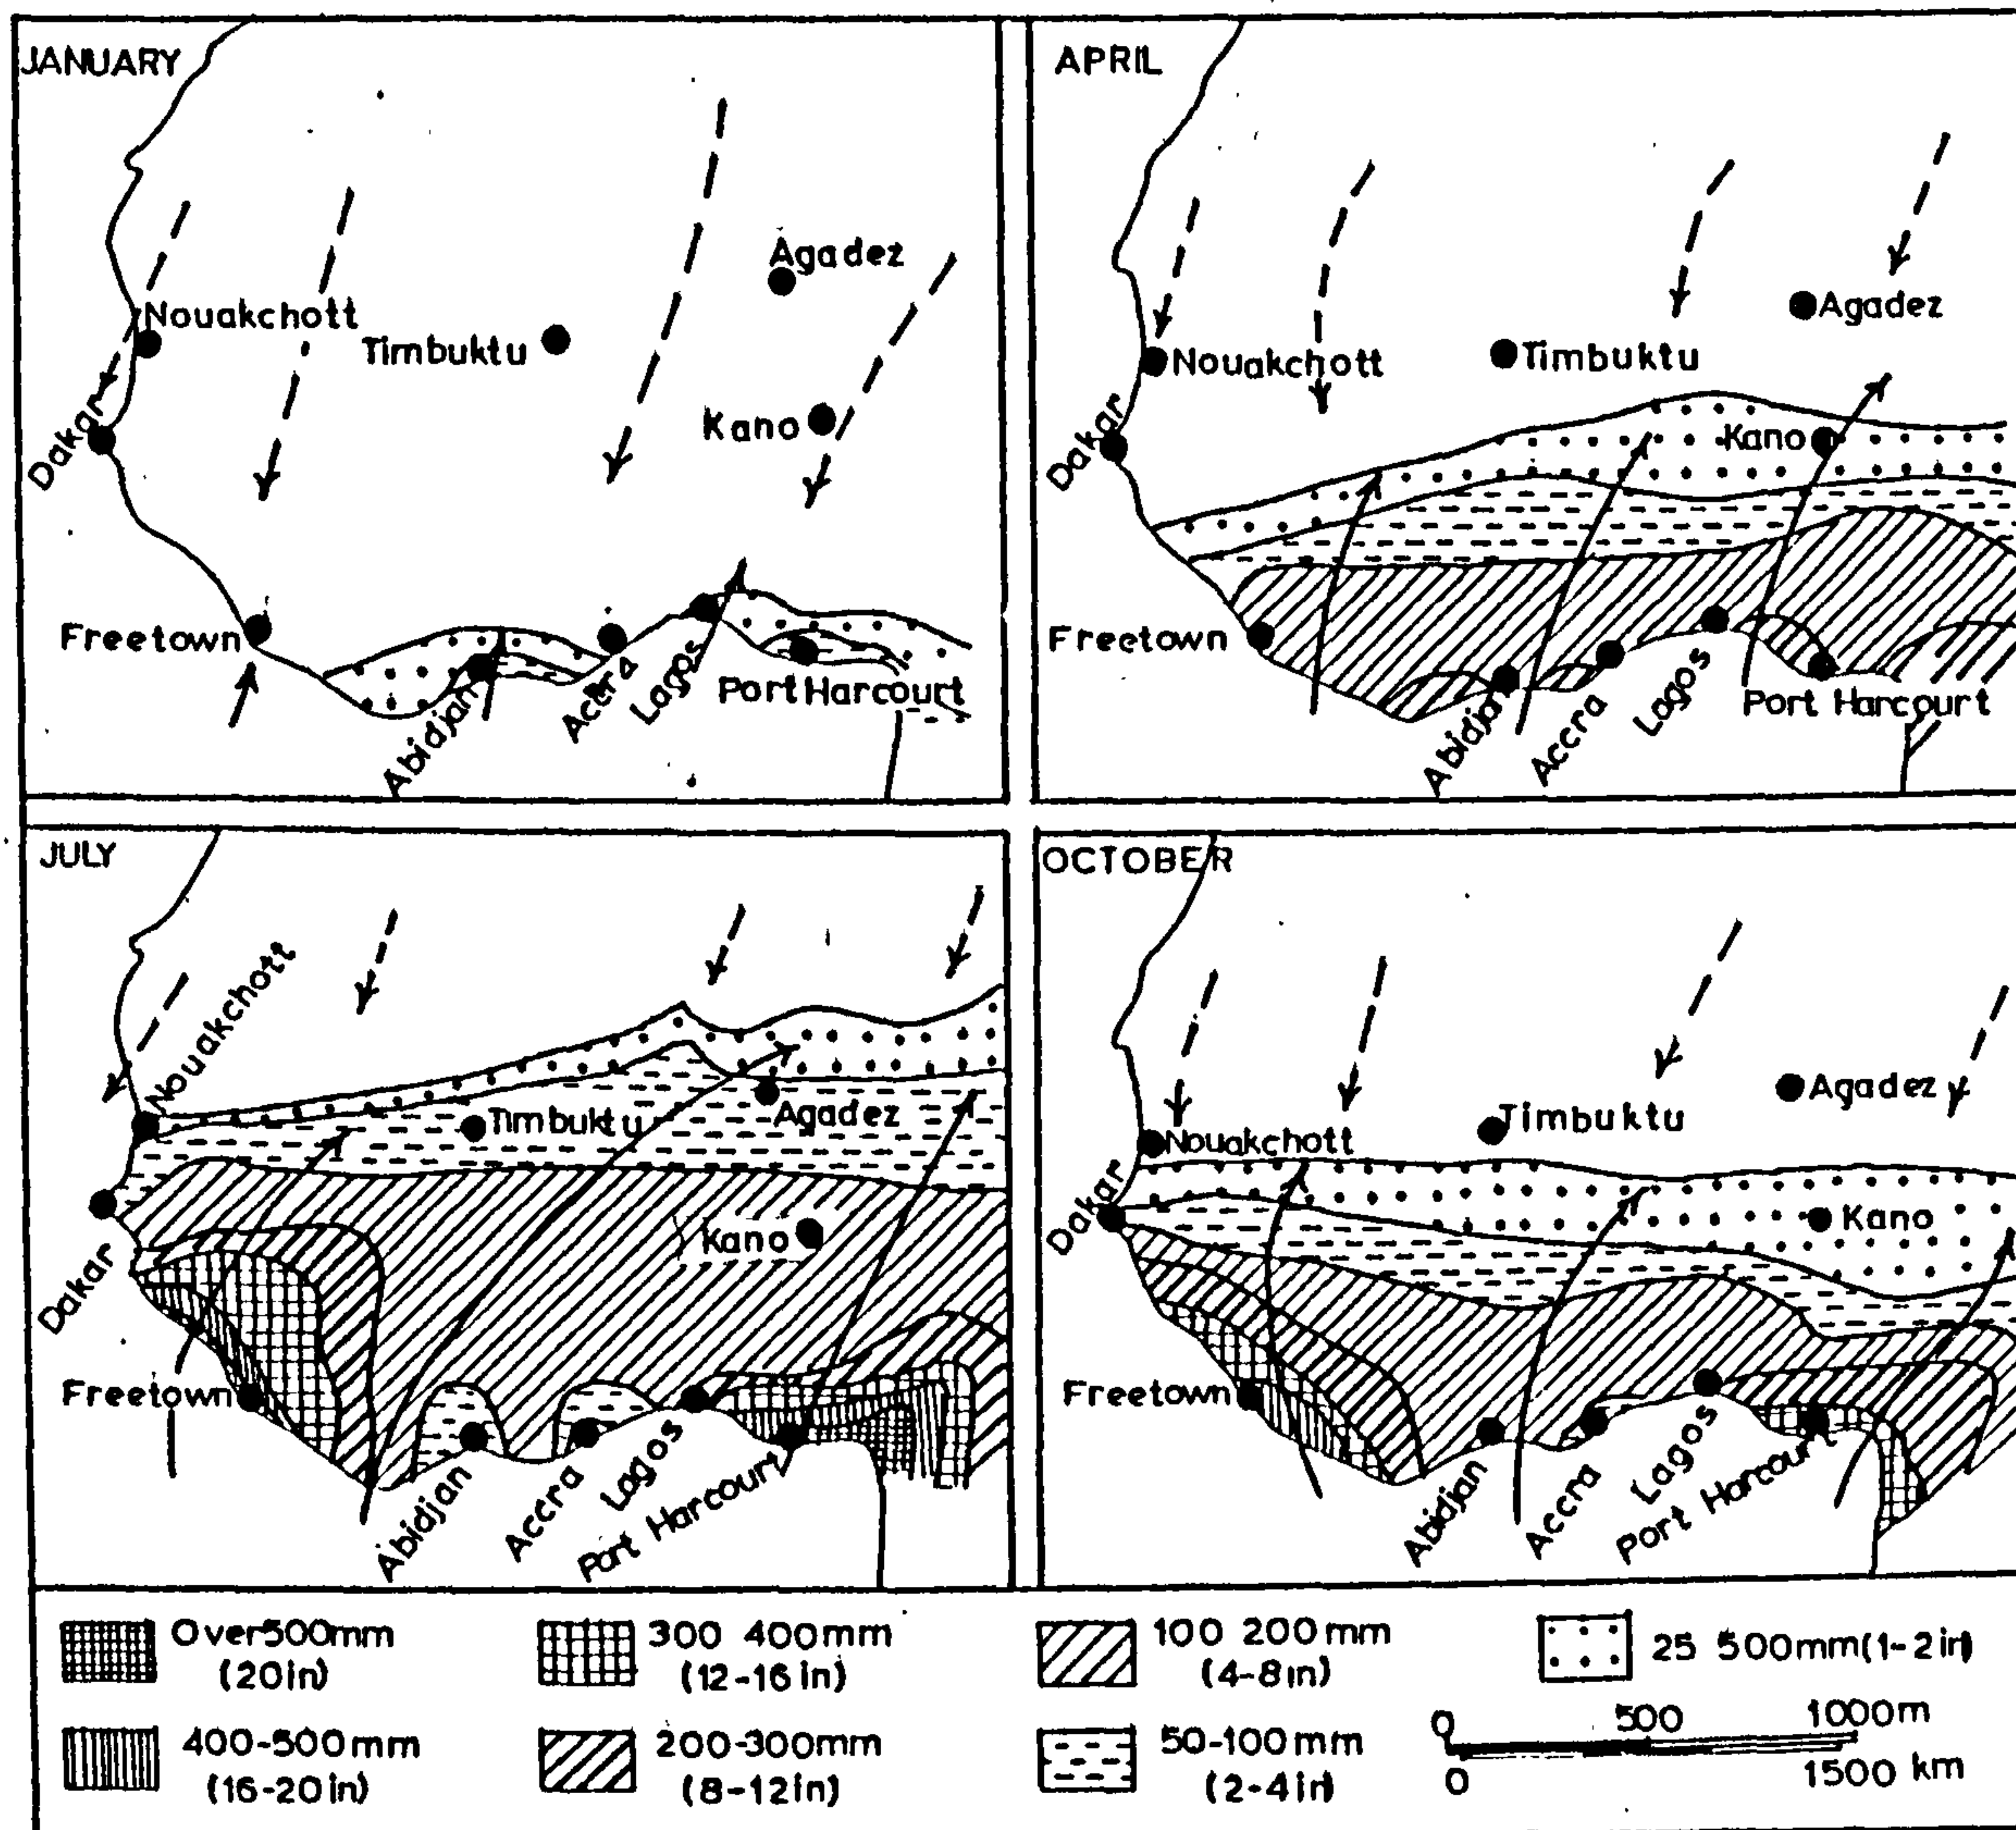 JANUARY
Agadez
Nouakchott
Timbuktu
Kano
Dakar
Freetown
Abidjan
Accra
Lagos
Port Harcourt
APRIL
Agadez
Timbuktu
Nouakchott
Kano
Dakar
Freetown
Abidjan
Accra
Lagos
Port Harcourt
JULY
Nouakchott
Timbuktu
Agadez
Kano
Dakar
Freetown
Abidjan
Accra
Lagos
Port Harcourt
OCTOBER
Agadez
Timbuktu
Nouakchott
Dakar
Kano
Freetown
Abidjan
Accra
Lagos
Port Harcourt
Over 500mm
(20in)
300 400mm
(12-16in)
100 200mm
(4-8in)
25 500mm(1-2in)
400-500mm
(16-20in)
200-300mm
(8-12in)
50-100mm
(2-4in)
0 500 1000m
0 1500 km